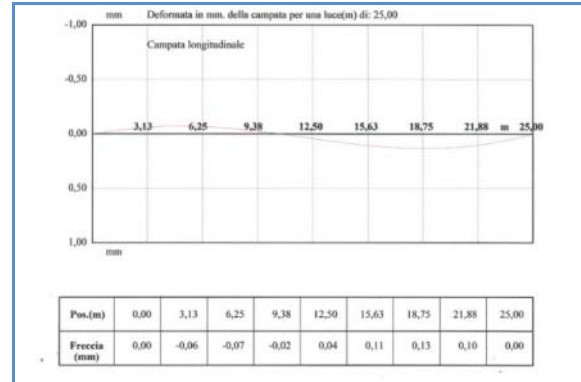 mm Deformata in mm. della campata per una luce(m) di: 25,00
-1,00
Campata longitudinale
-0,50
3,13 6,25 9,38 12,50 15,63 18,75 21,88 m 25,00
0,00
0,50
1,00
mm
Pos.(m) 0,00 3,13 6,25 9,38 12,50 15,63 18,75 21,88 25,00
Freccia 0,00 -0,06 -0,07 -0,02 0,04 0,11 0,13 0,10 0,00
(mm)